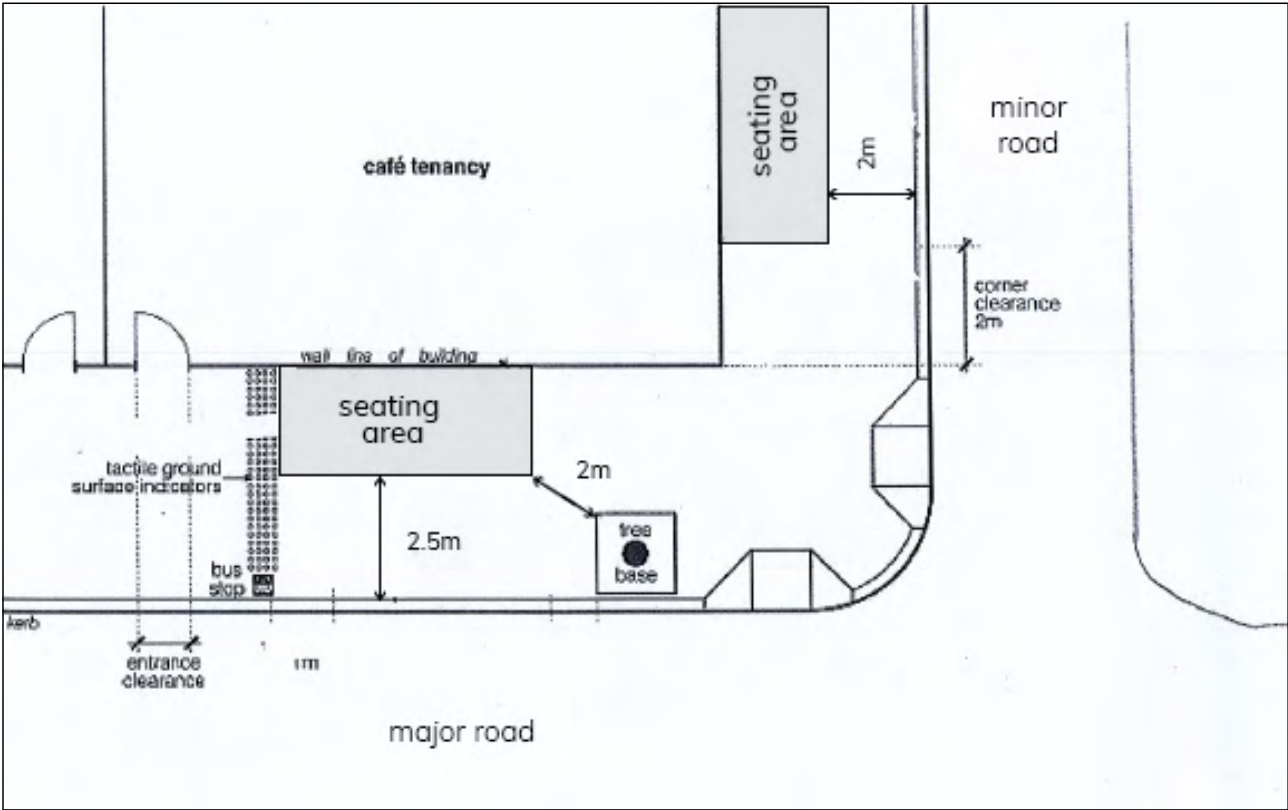 seating
area
minor
road
2m
café tenancy
corner
clearance
2m
wall line of building
seating
area
tactile ground
surface indicators
2m
2.5m
tree
base
bus
stop
kerb
entrance
clearance
major road